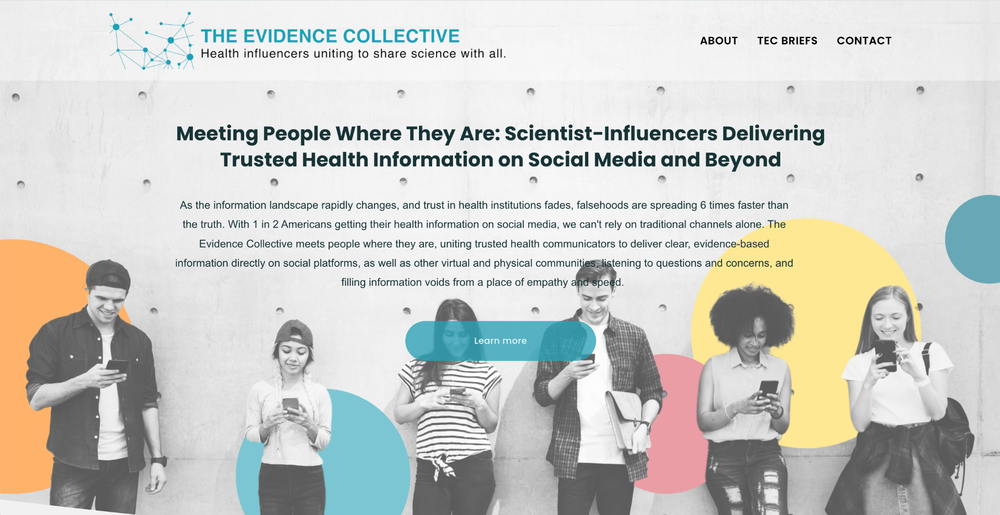 THE EVIDENCE COLLECTIVE
Health influencers uniting to share science with all.
ABOUT TEC BRIEFS CONTACT
Meeting People Where They Are: Scientist-Influencers Delivering
Trusted Health Information on Social Media and Beyond
As the information landscape rapidly changes, and trust in health institutions fades, falsehoods are spreading 6 times faster than
the truth. With 1 in 2 Americans getting their health information on social media, we can't rely on traditional channels alone. The
Evidence Collective meets people where they are, uniting trusted health communicators to deliver clear, evidence-based
information directly on social platforms, as well as other virtual and physical communities, listening to questions and concerns, and
filling information voids from a place of empathy and speed.
Learn more